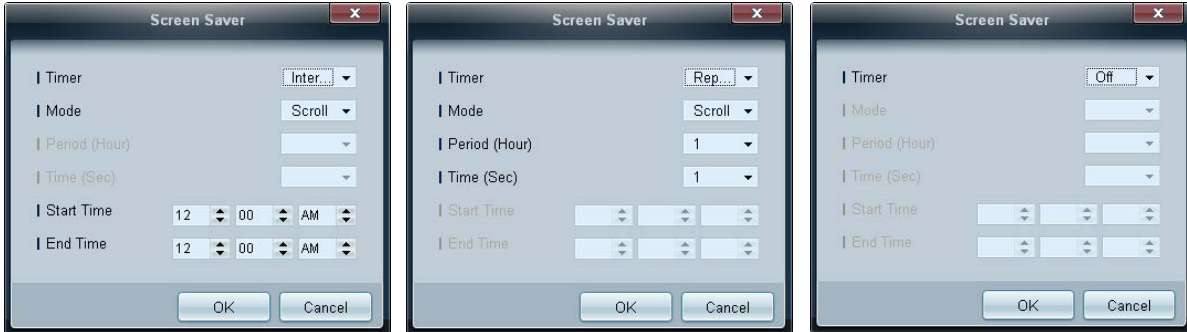 Screen Saver
x
Timer Inter...
Mode Scroll
Period (Hour)
Time (Sec)
Start Time 12 00 AM
End Time 12 00 AM
OK Cancel
Screen Saver
x
Timer Rep...
Mode Scroll
Period (Hour) 1
Time (Sec) 1
Start Time
End Time
OK Cancel
Screen Saver
x
Timer Off
Mode
Period (Hour)
Time (Sec)
Start Time
End Time
OK Cancel